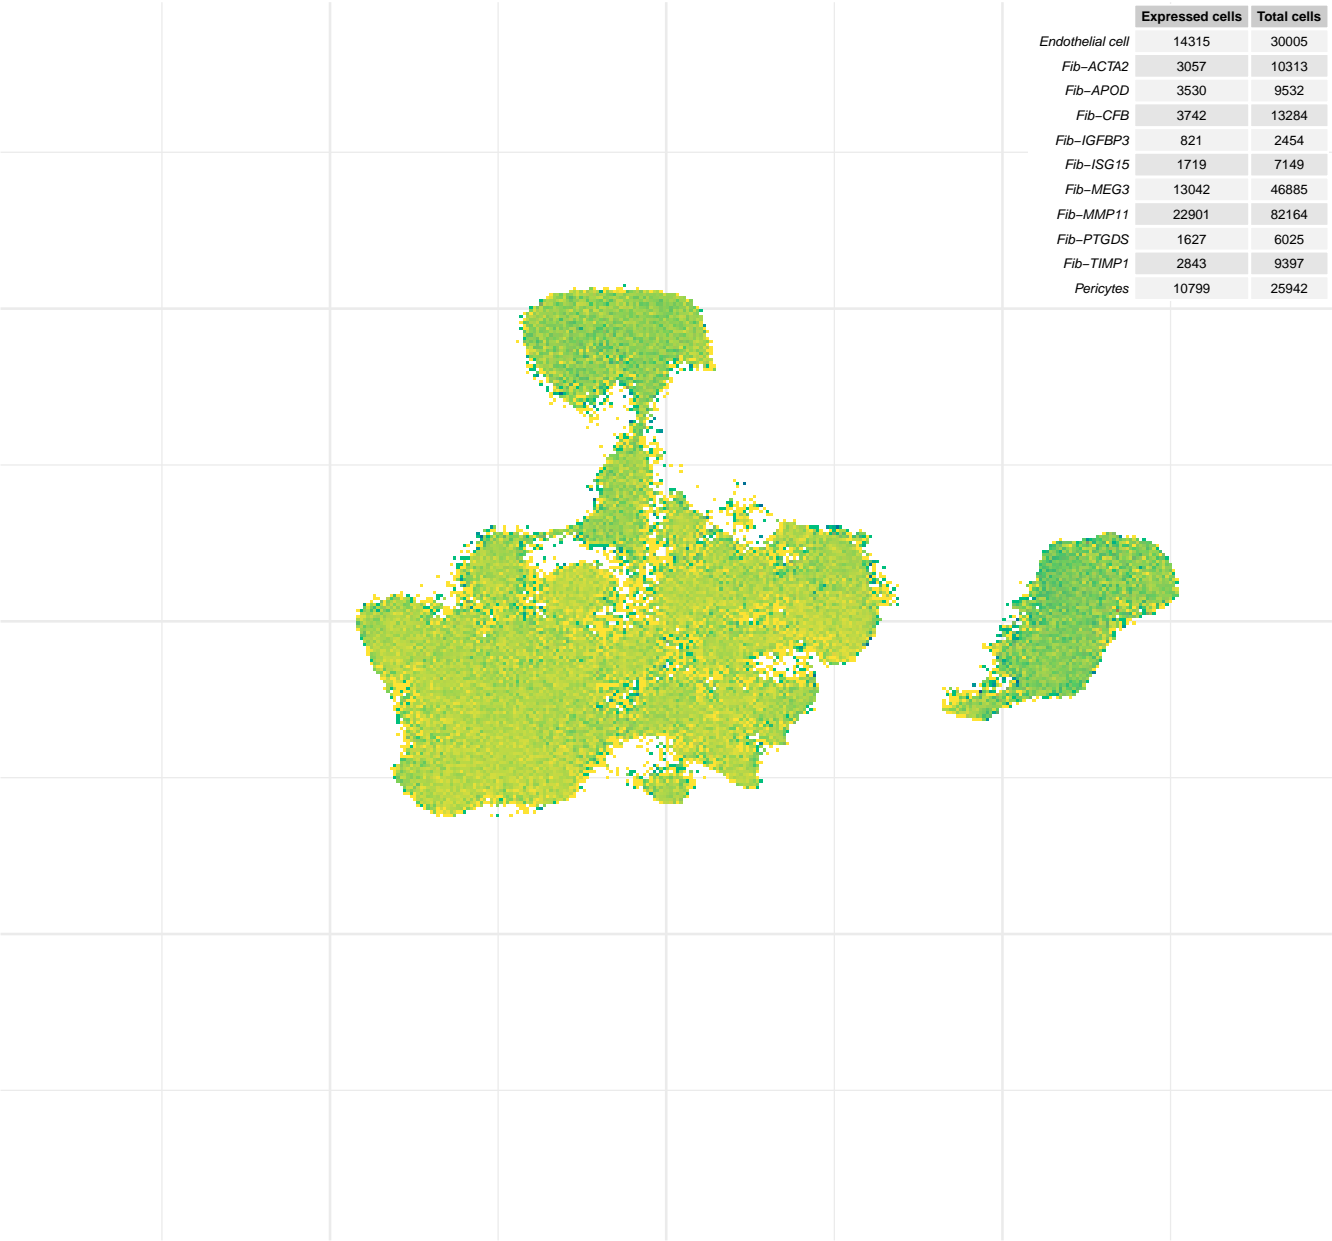 Expressed cells Total cells
Endothelial cell 14315 30005
Fib−ACTA2 3057 10313
Fib−APOD 3530 9532
Fib−CFB 3742 13284
Fib−IGFBP3 821 2454
Fib−ISG15 1719 7149
Fib−MEG3 13042 46885
Fib−MMP11 22901 82164
Fib−PTGDS 1627 6025
Fib−TIMP1 2843 9397
Pericytes 10799 25942